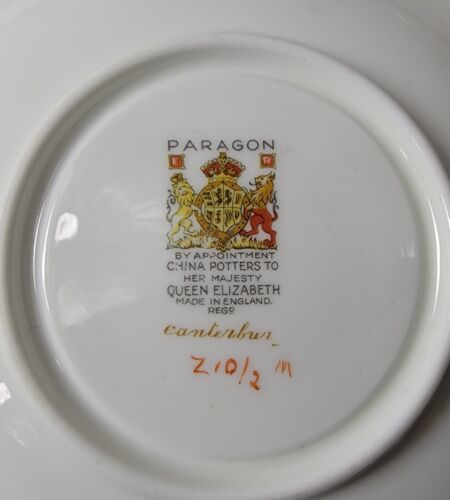 PARAGON
E R
BY APPOINTMENT
CHINA POTTERS TO
HER MAJESTY
QUEEN ELIZABETH
MADE IN ENGLAND.
REGD
canterbury
Z10/2 M